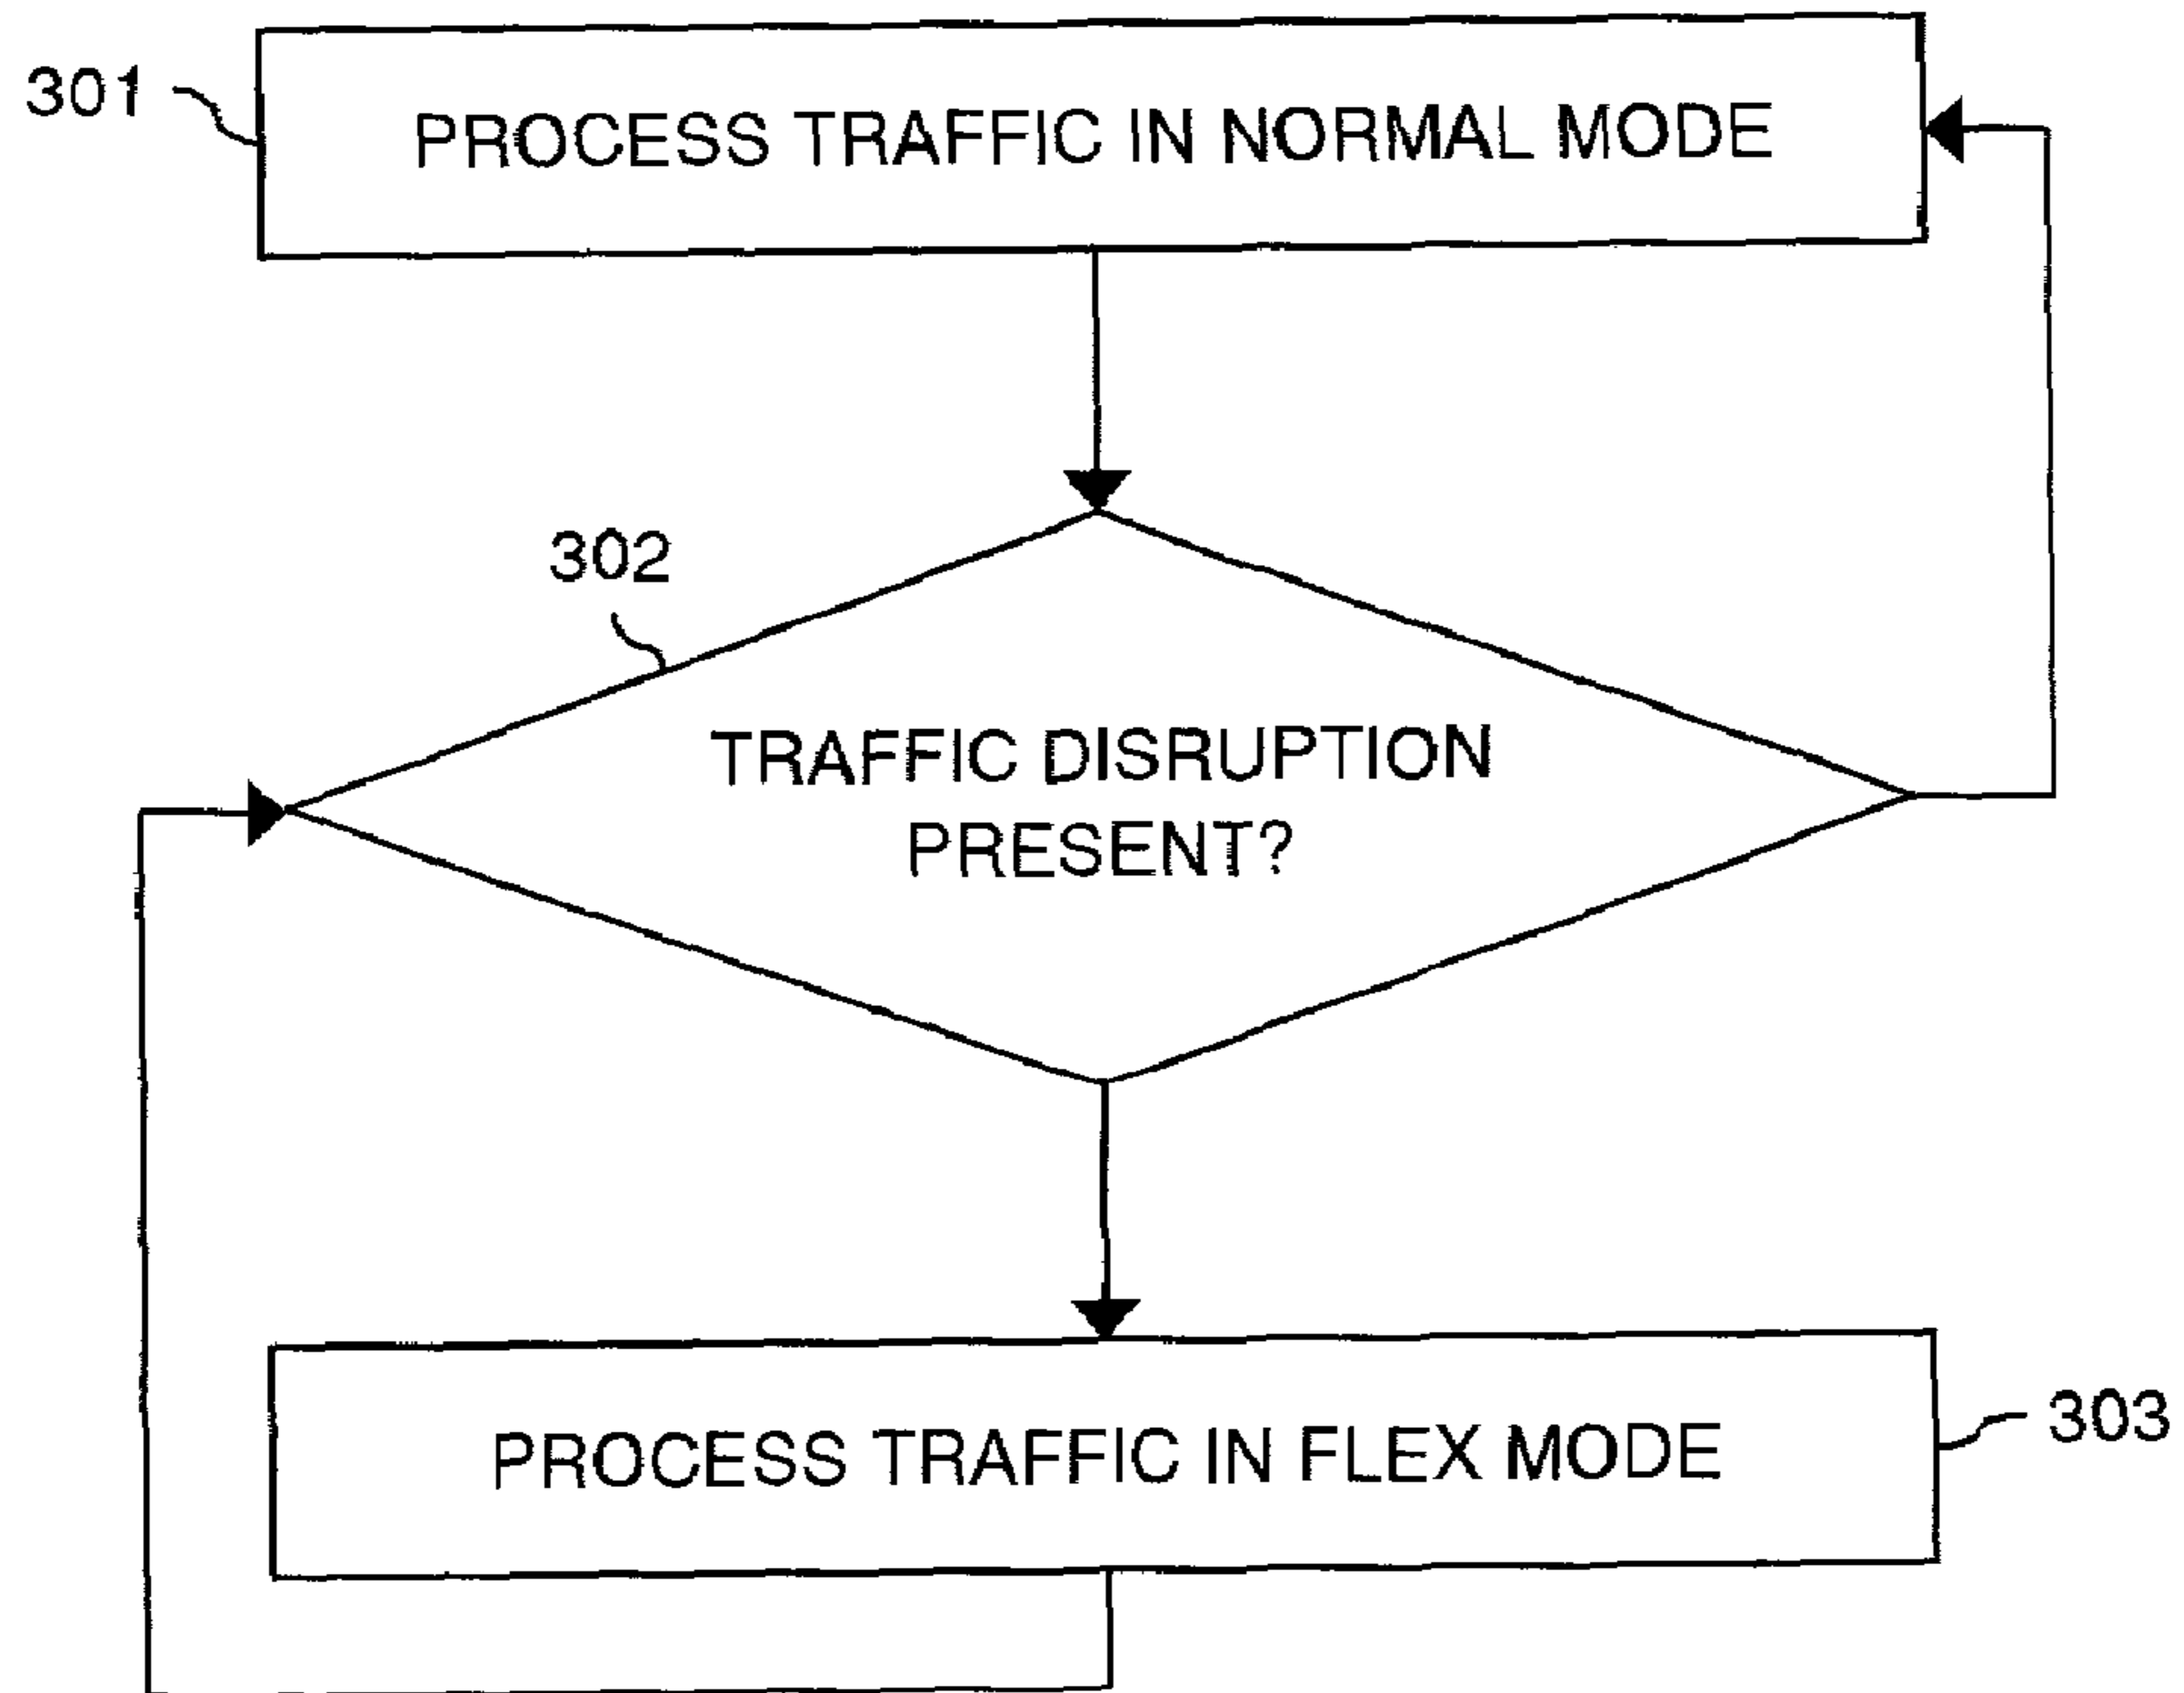 301
PROCESS TRAFFIC IN NORMAL MODE
302
TRAFFIC DISRUPTION
PRESENT?
PROCESS TRAFFIC IN FLEX MODE
303